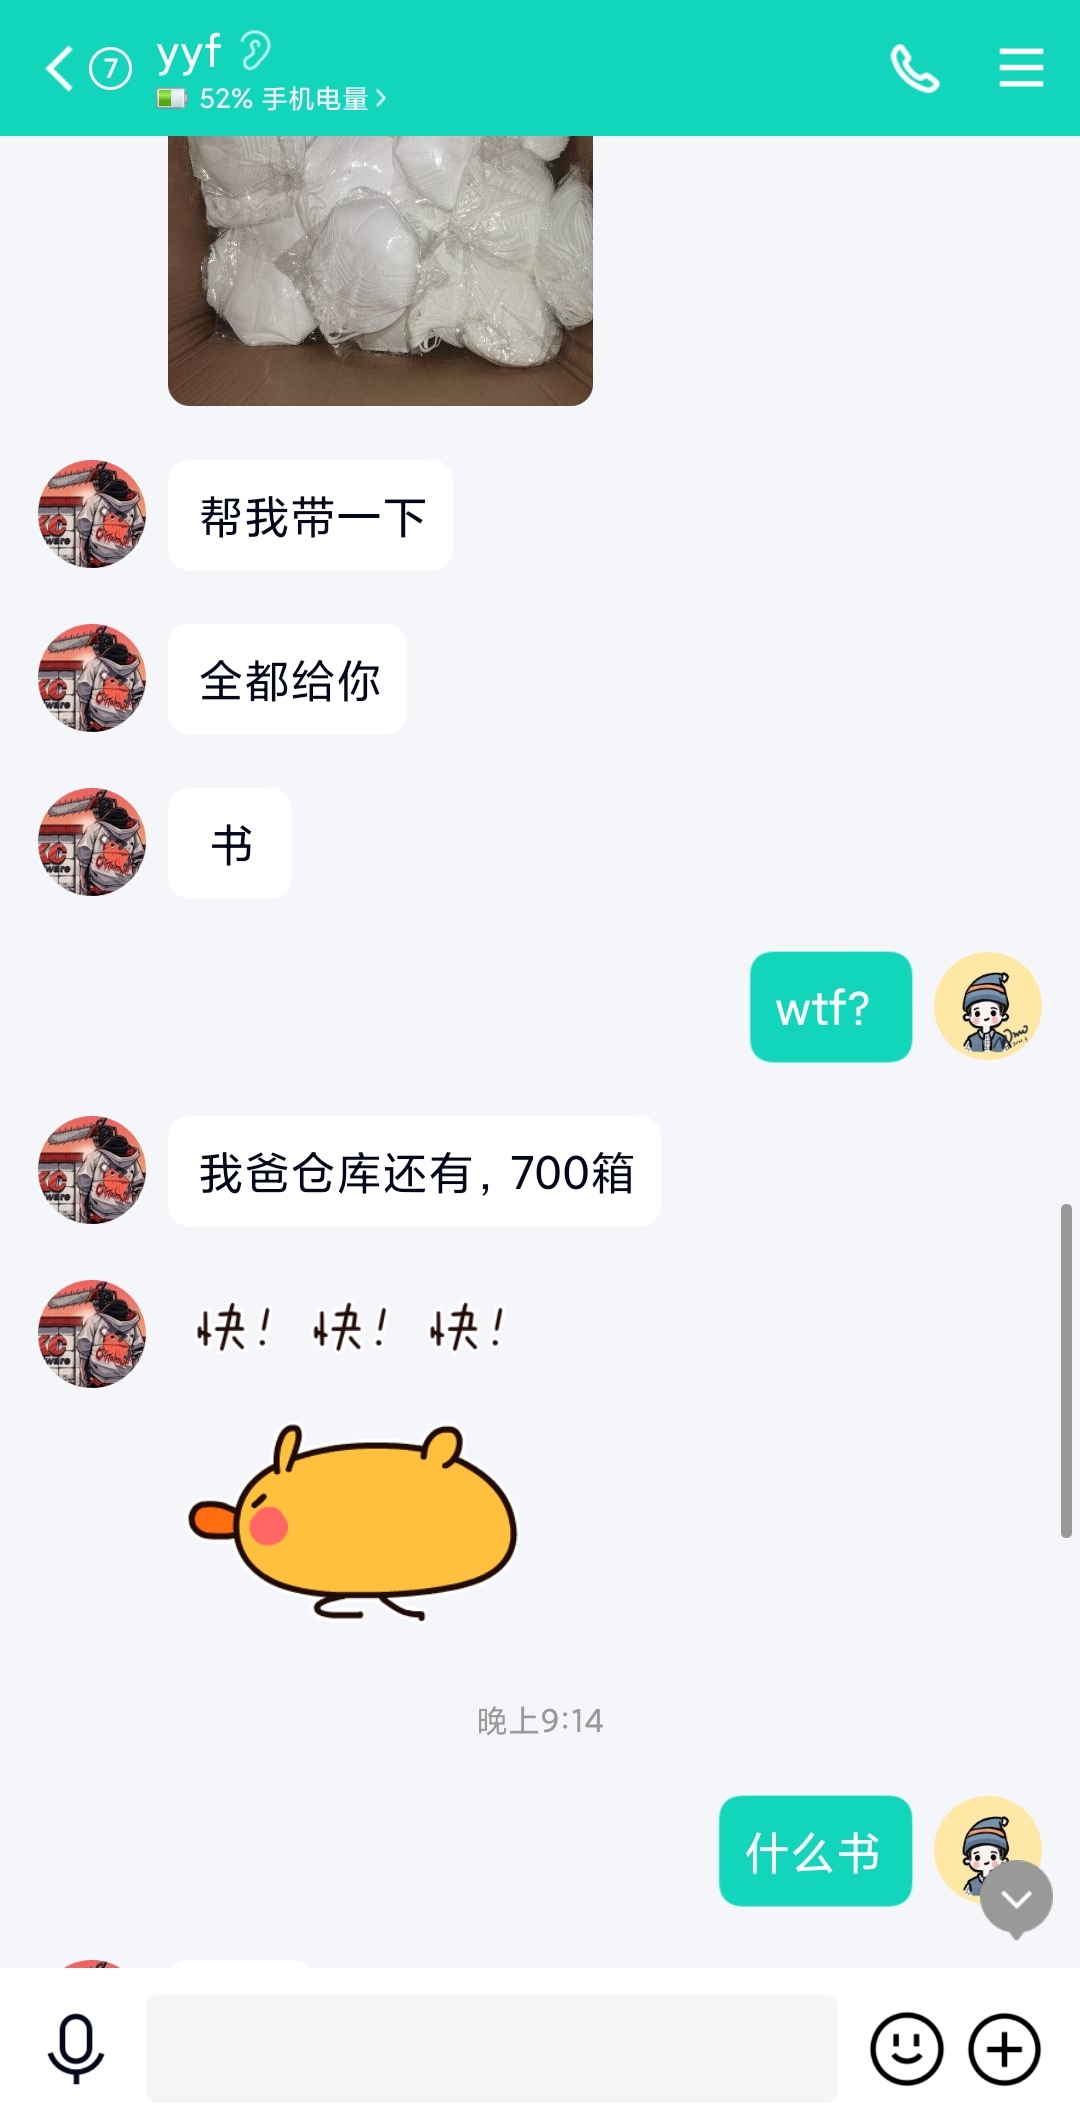 7
yyf
52% 手机电量
帮我带一下
全都给你
书
wtf?
我爸仓库还有，700箱
快！ 快！ 快！
晚上9:14
什么书